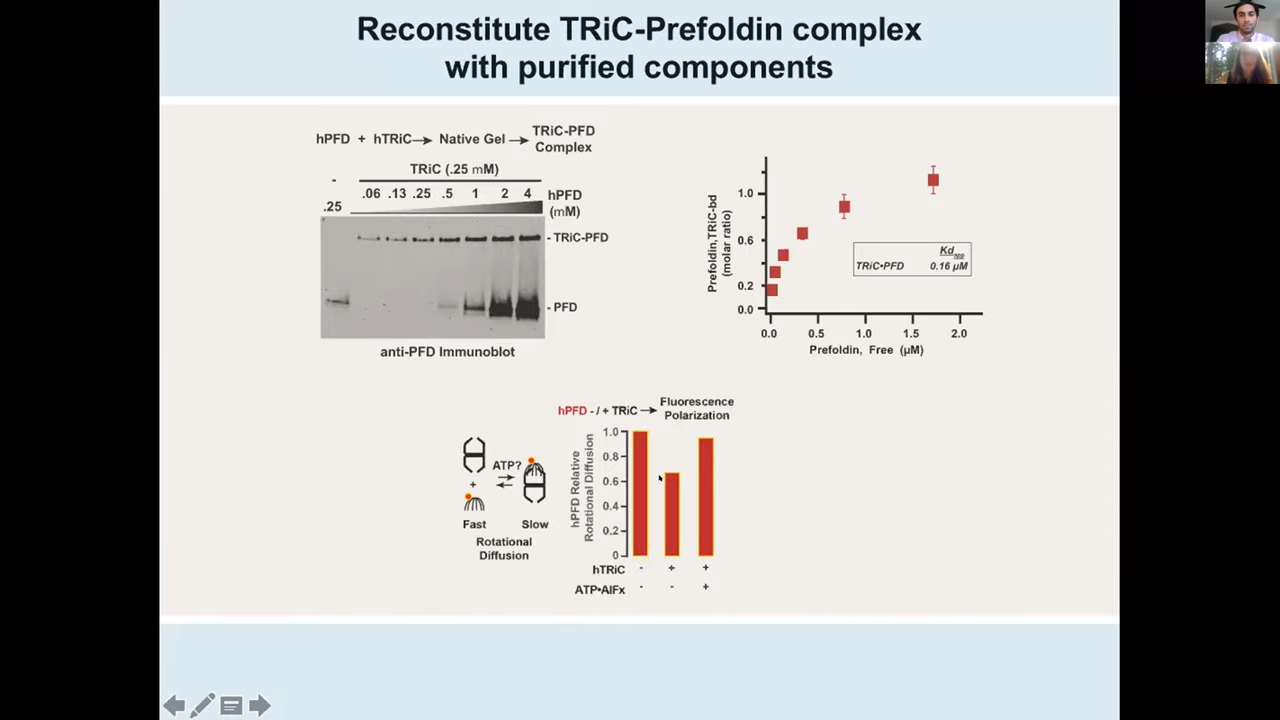 Reconstitute TRiC-Prefoldin complex
with purified components
hPFD + hTRiC→ Native Gel → TRiC-PFD
Complex
TRiC (.25 mM)
-
.06 .13 .25 .5 1 2 4 hPFD
.25
(mM)
- TRiC-PFD
- PFD
anti-PFD Immunoblot
Prefoldin,TRiC-bd
(molar ratio)
1.0
0.6
0.2
0.0
Kd app
TRiC•PFD 0.16 µM
0.0 0.5 1.0 1.5 2.0
Prefoldin, Free (µM)
hPFD - / + TRiC → Fluorescence
Polarization
ATP?
+
Fast Slow
Rotational
Diffusion
hPFD Relative
Rotational Diffusion
1.0
0.8
0.6
0.4
0.2
0
hTRiC - + +
ATP•AlFx - - +